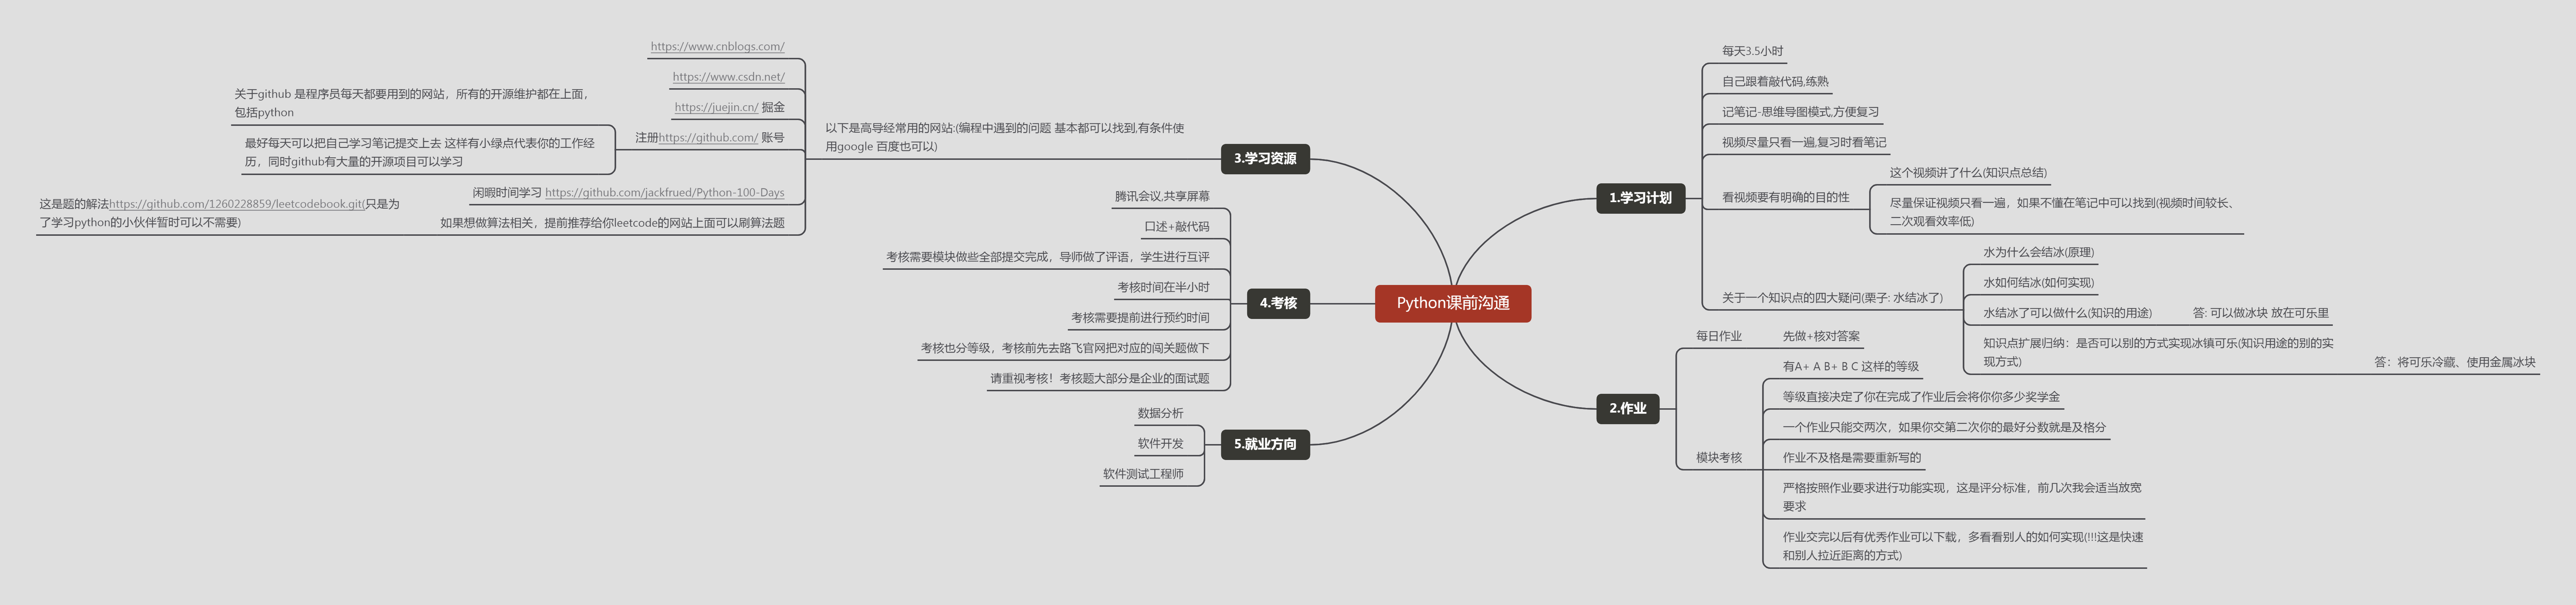 Python课前沟通
1.学习计划
每天3.5小时
自己跟着敲代码,练熟
记笔记-思维导图模式,方便复习
视频尽量只看一遍,复习时看笔记
看视频要有明确的目的性
这个视频讲了什么(知识点总结)
尽量保证视频只看一遍，如果不懂在笔记中可以找到(视频时间较长、
二次观看效率低)
关于一个知识点的四大疑问(栗子: 水结冰了)
水为什么会结冰(原理)
水如何结冰(如何实现)
水结冰了可以做什么(知识的用途)
答: 可以做冰块 放在可乐里
知识点扩展归纳：是否可以别的方式实现冰镇可乐(知识用途的别的实
现方式)
答：将可乐冷藏、使用金属冰块
2.作业
每日作业
先做+核对答案
模块考核
有A+ A B+ B C 这样的等级
等级直接决定了你在完成了作业后会将你你多少奖学金
一个作业只能交两次，如果你交第二次你的最好分数就是及格分
作业不及格是需要重新写的
严格按照作业要求进行功能实现，这是评分标准，前几次我会适当放宽
要求
作业交完以后有优秀作业可以下载，多看看别人的如何实现(!!!这是快速
和别人拉近距离的方式)
3.学习资源
以下是高导经常用的网站:(编程中遇到的问题 基本都可以找到,有条件使
用google 百度也可以)
https://www.cnblogs.com/
https://www.csdn.net/
https://juejin.cn/ 掘金
注册https://github.com/ 账号
关于github 是程序员每天都要用到的网站，所有的开源维护都在上面，
包括python
最好每天可以把自己学习笔记提交上去 这样有小绿点代表你的工作经
历，同时github有大量的开源项目可以学习
闲暇时间学习 https://github.com/jackfrued/Python-100-Days
如果想做算法相关，提前推荐给你leetcode的网站上面可以刷算法题
这是题的解法https://github.com/1260228859/leetcodebook.git(只是为
了学习python的小伙伴暂时可以不需要)
4.考核
腾讯会议,共享屏幕
口述+敲代码
考核需要模块做些全部提交完成，导师做了评语，学生进行互评
考核时间在半小时
考核需要提前进行预约时间
考核也分等级，考核前先去路飞官网把对应的闯关题做下
请重视考核！考核题大部分是企业的面试题
5.就业方向
数据分析
软件开发
软件测试工程师